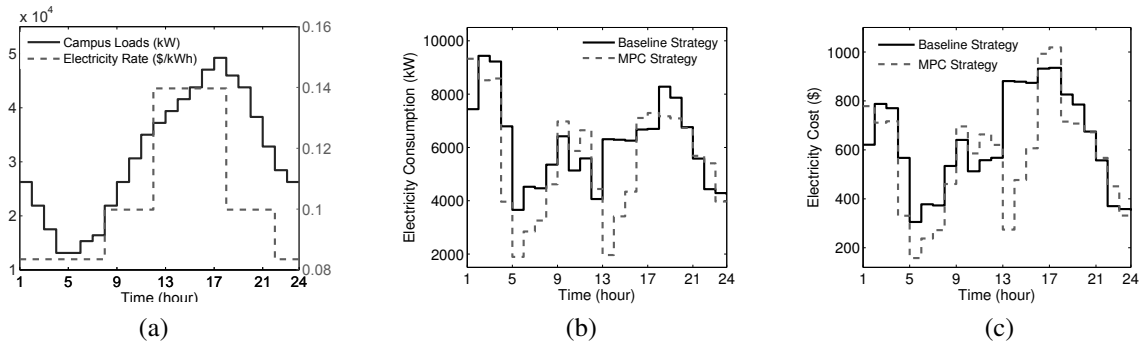 x 10⁴
5
4
3
2
1
Campus Loads (kW)
Electricity Rate ($/kWh)
0.16
0.14
0.12
0.1
0.08
1 5 9 13 17 21 24
Time (hour)
(a)
Electricity Consumption (kW)
10000
8000
6000
4000
2000
Baseline Strategy
MPC Strategy
1 5 9 13 17 21 24
Time (hour)
(b)
Electricity Cost ($)
1000
800
600
400
200
Baseline Strategy
MPC Strategy
1 5 9 13 17 21 24
Time (hour)
(c)